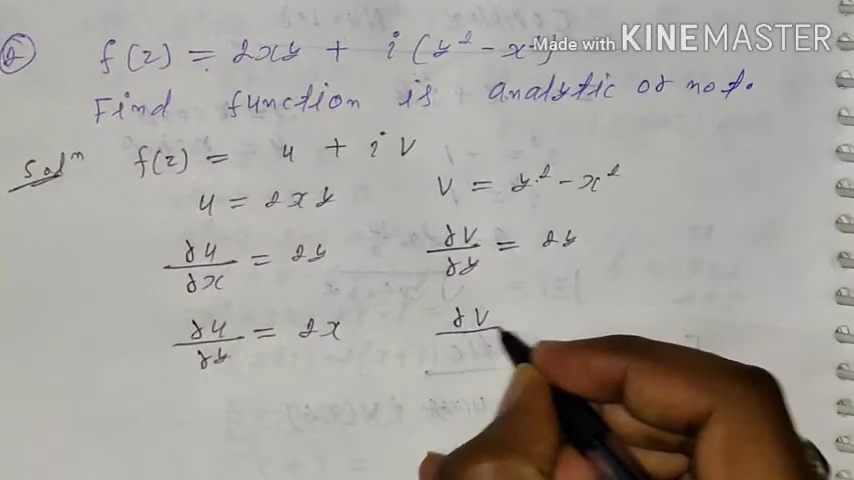 Q f(z) = 2xy + i(y² - x²)
Made with KINEMASTER
Find function is analytic or not.
Solⁿ f(z) = u + iv
u = 2xy v = y² - x²
∂u/∂x = 2y ∂v/∂y = 2y
∂u/∂y = 2x ∂v